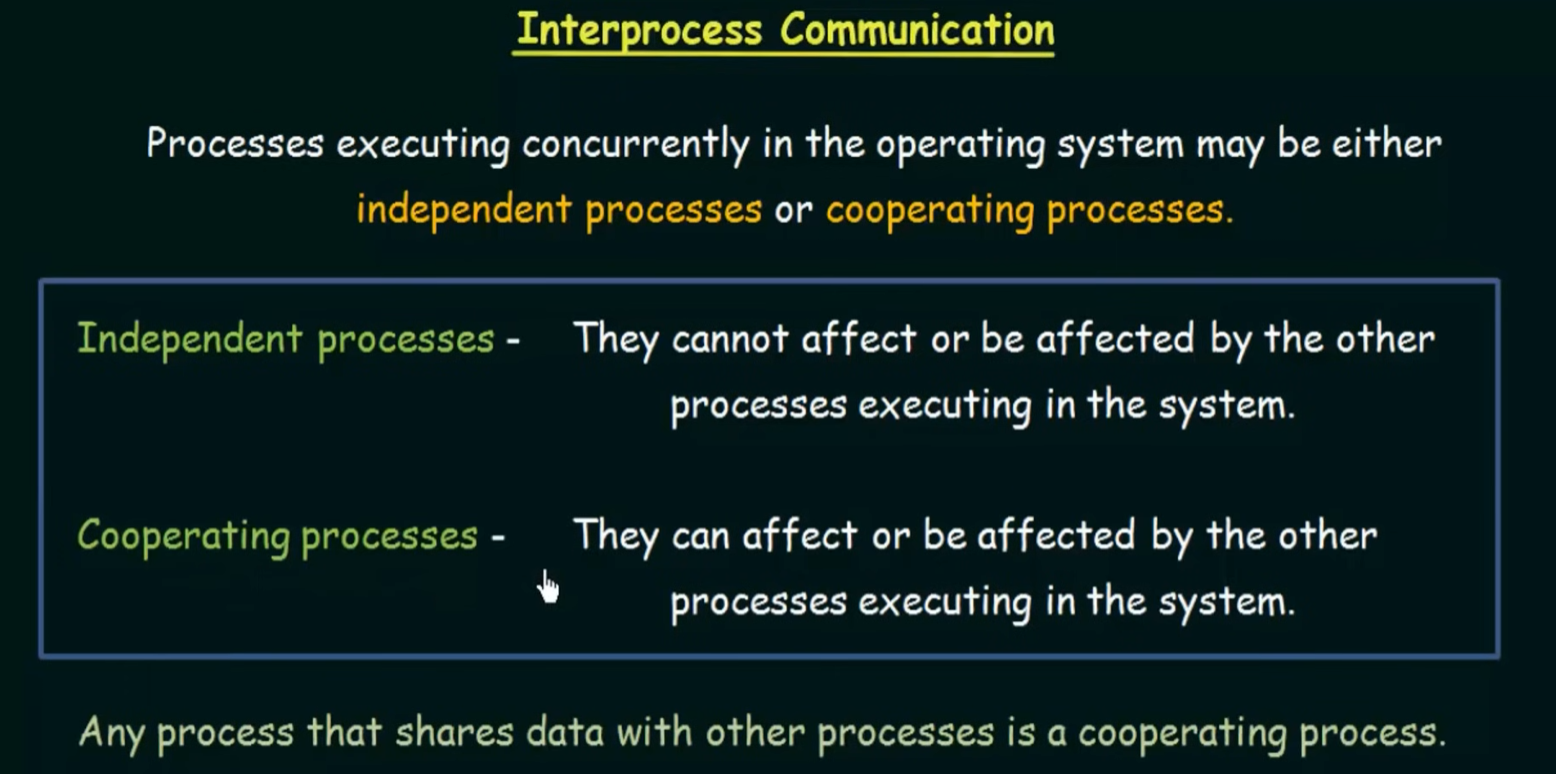 Interprocess Communication
Processes executing concurrently in the operating system may be either
independent processes or cooperating processes.
Independent processes - They cannot affect or be affected by the other
processes executing in the system.
Cooperating processes - They can affect or be affected by the other
processes executing in the system.
Any process that shares data with other processes is a cooperating process.